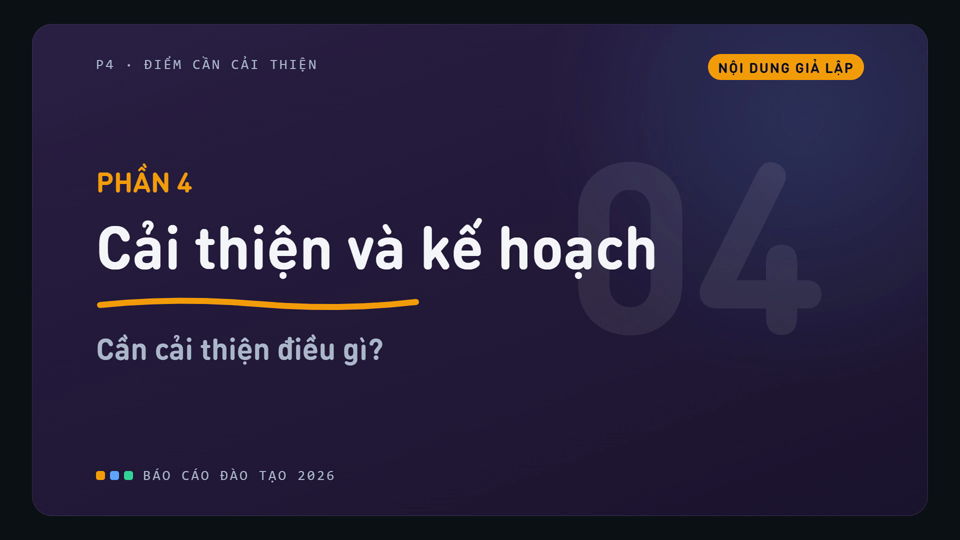 P4 · ĐIỂM CẦN CẢI THIỆN
NỘI DUNG GIẢ LẬP
PHẦN 4
Cải thiện và kế hoạch
04
Cần cải thiện điều gì?
BÁO CÁO ĐÀO TẠO 2026